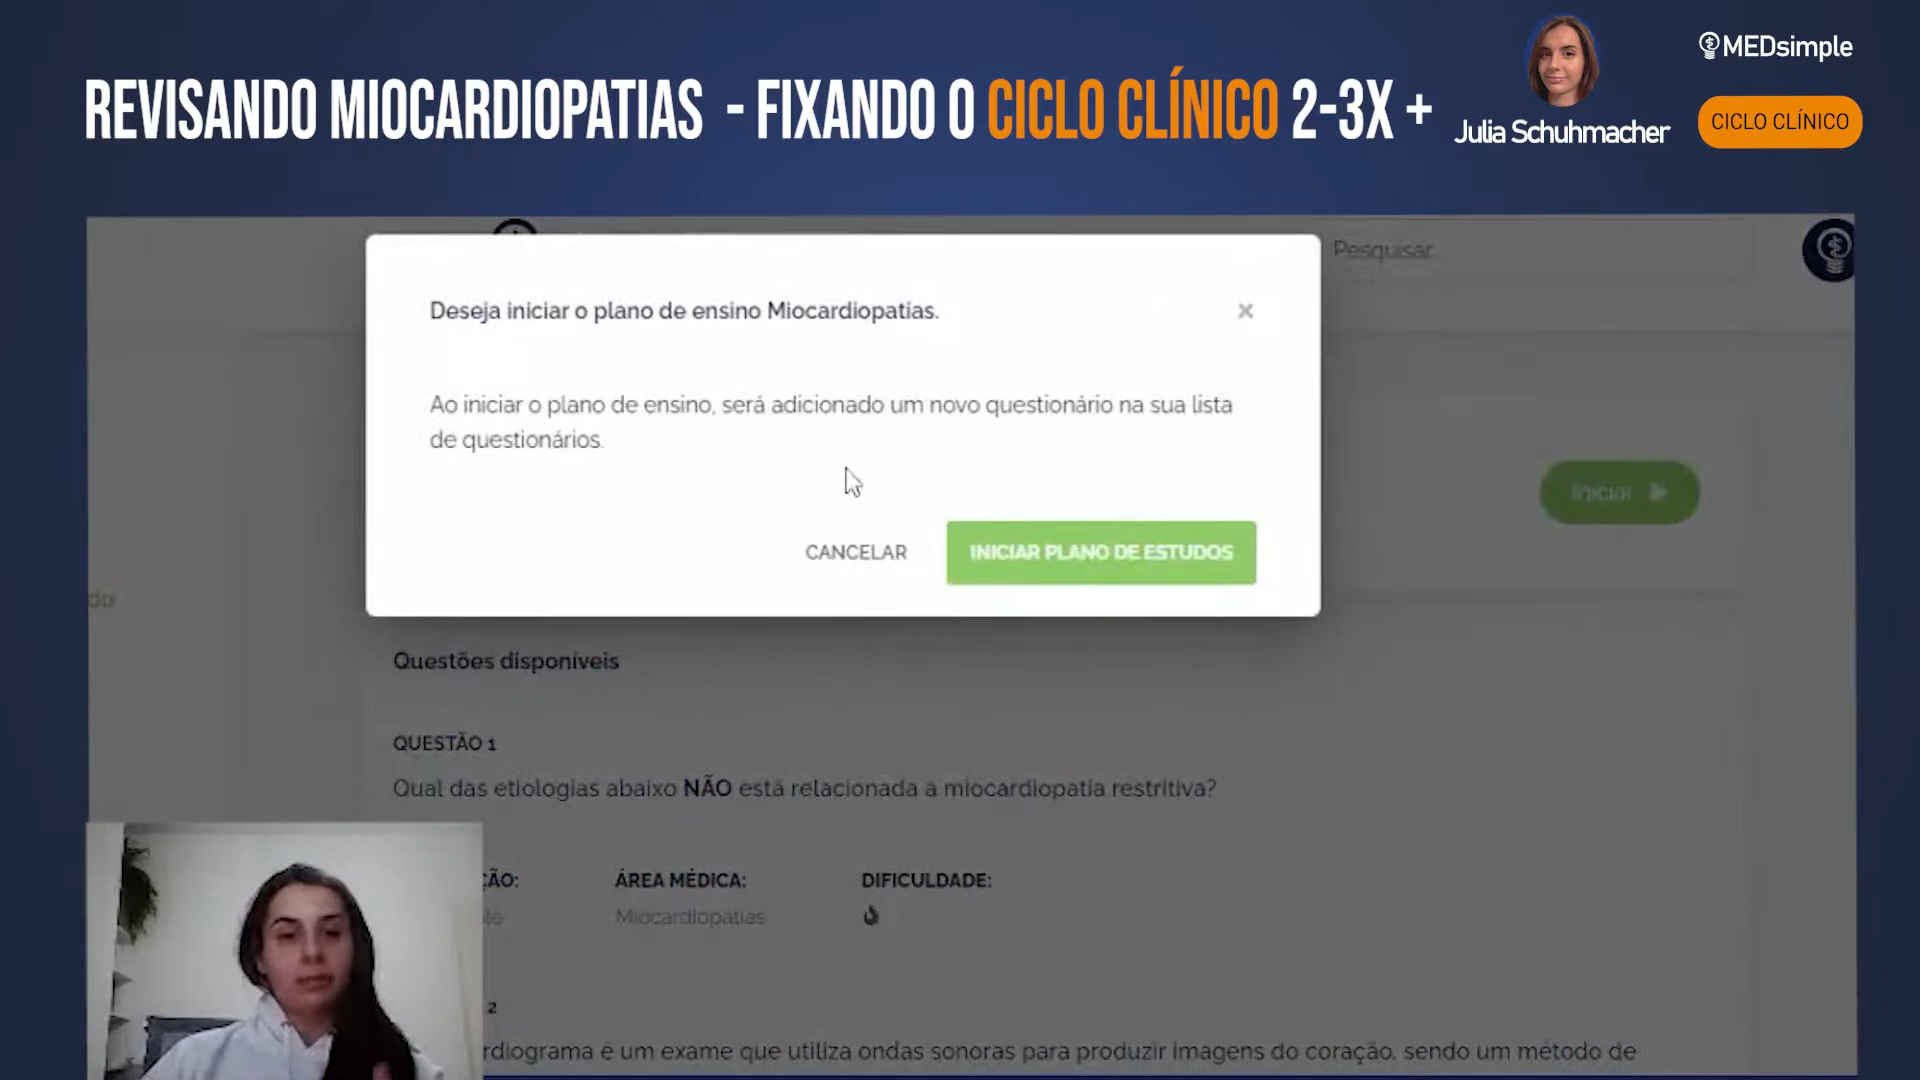 REVISANDO MIOCARDIOPATIAS - FIXANDO O CICLO CLÍNICO 2-3X +
Julia Schuhmacher
MEDsimple
CICLO CLÍNICO
Pesquisar
Deseja iniciar o plano de ensino Miocardiopatias.
×
Ao iniciar o plano de ensino, será adicionado um novo questionário na sua lista
de questionários.
Iniciar
CANCELAR
INICIAR PLANO DE ESTUDOS
do
Questões disponíveis
QUESTÃO 1
Qual das etiologias abaixo NÃO está relacionada à miocardiopatia restritiva?
ÇÃO:
ÁREA MÉDICA:
DIFICULDADE:
Miocardiopatias
2
rdiograma é um exame que utiliza ondas sonoras para produzir imagens do coração, sendo um método de